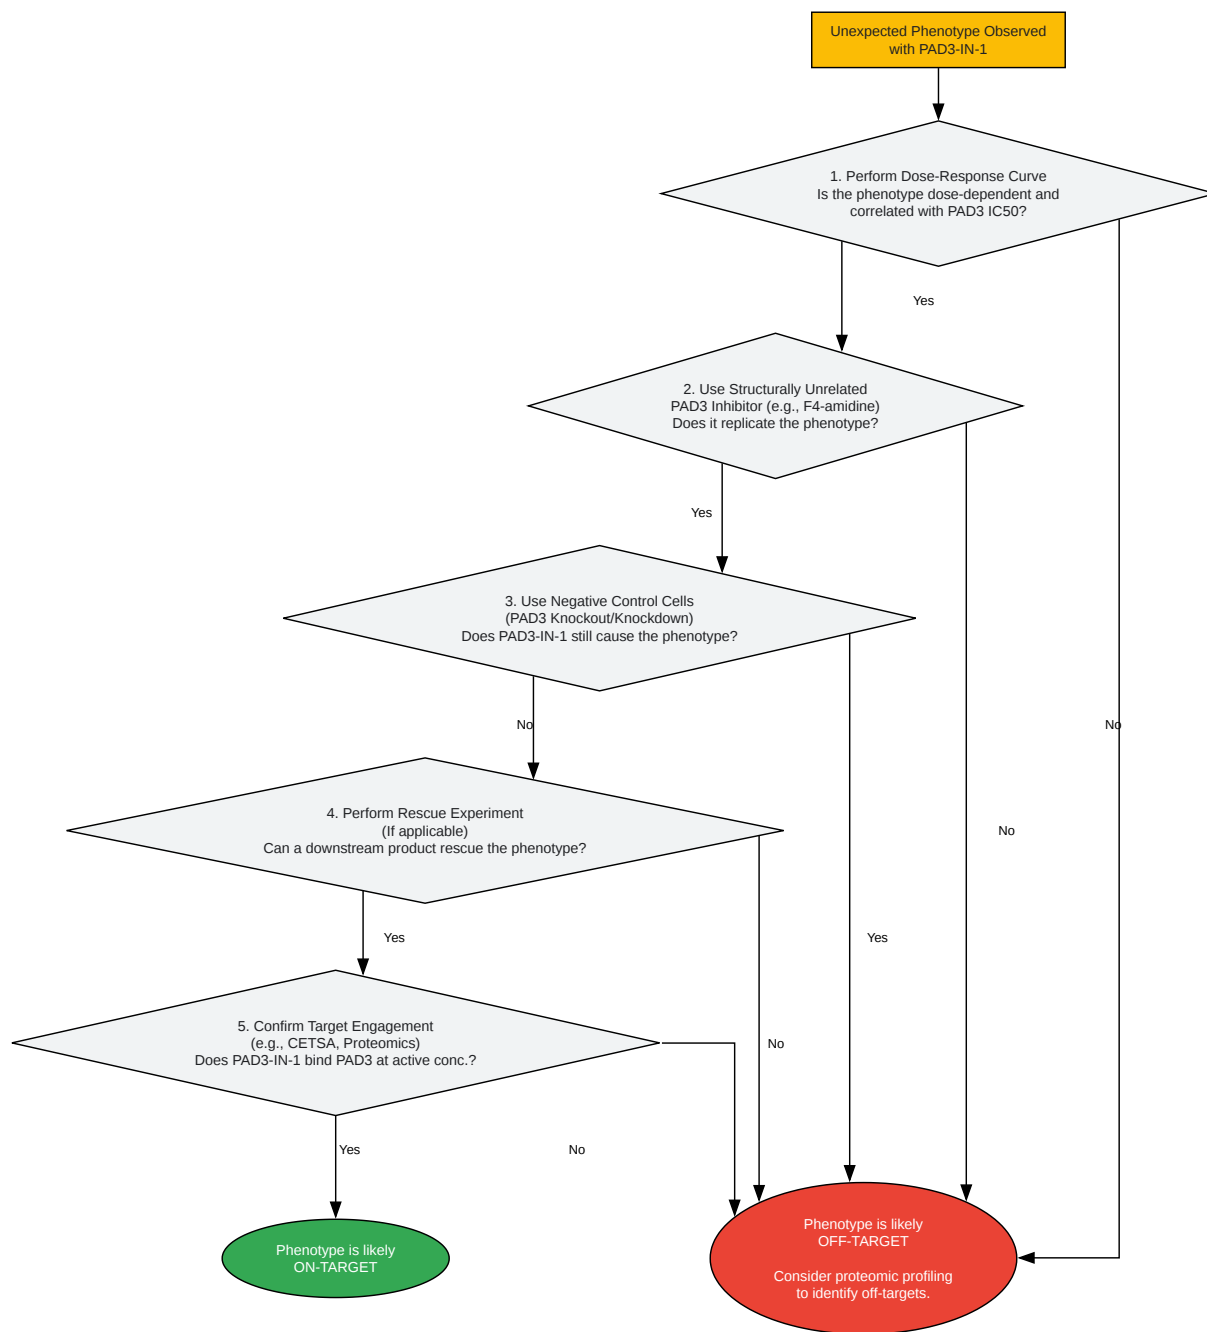 Unexpected Phenotype Observed
with PAD3-IN-1
1. Perform Dose-Response Curve
Is the phenotype dose-dependent and
correlated with PAD3 IC50?
Yes
2. Use Structurally Unrelated
PAD3 Inhibitor (e.g., F4-amidine)
Does it replicate the phenotype?
Yes
3. Use Negative Control Cells
(PAD3 Knockout/Knockdown)
Does PAD3-IN-1 still cause the phenotype?
No
No
4. Perform Rescue Experiment
(If applicable)
Can a downstream product rescue the phenotype?
No
Yes
Yes
5. Confirm Target Engagement
(e.g., CETSA, Proteomics)
Does PAD3-IN-1 bind PAD3 at active conc.?
No
Yes
No
Phenotype is likely
ON-TARGET
Phenotype is likely
OFF-TARGET
Consider proteomic profiling
to identify off-targets.